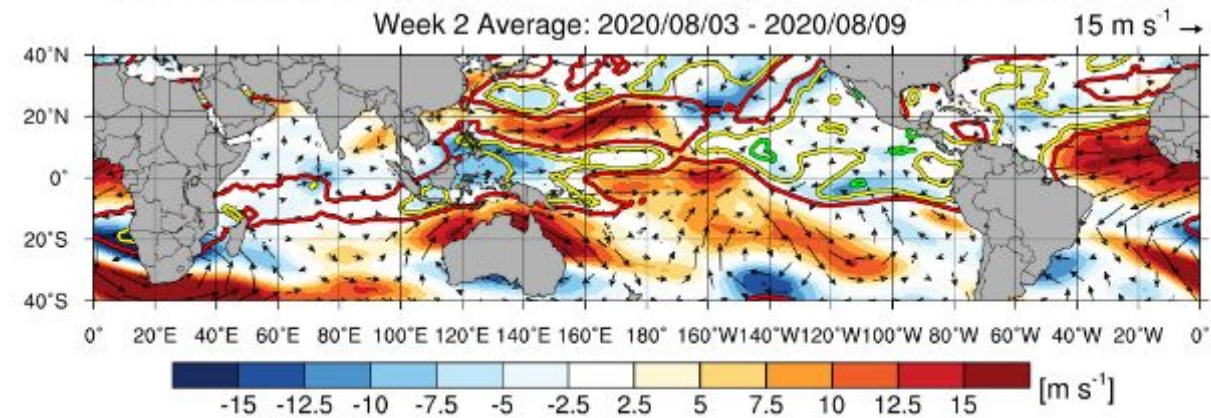 Week 2 Average: 2020/08/03 - 2020/08/09
15 m s⁻¹
40°N
20°N
0°
20°S
40°S
0° 20°E 40°E 60°E 80°E 100°E 120°E 140°E 160°E 180° 160°W 140°W 120°W 100°W 80°W 60°W 40°W 20°W 0°
-15 -12.5 -10 -7.5 -5 -2.5 2.5 5 7.5 10 12.5 15 [m s⁻¹]